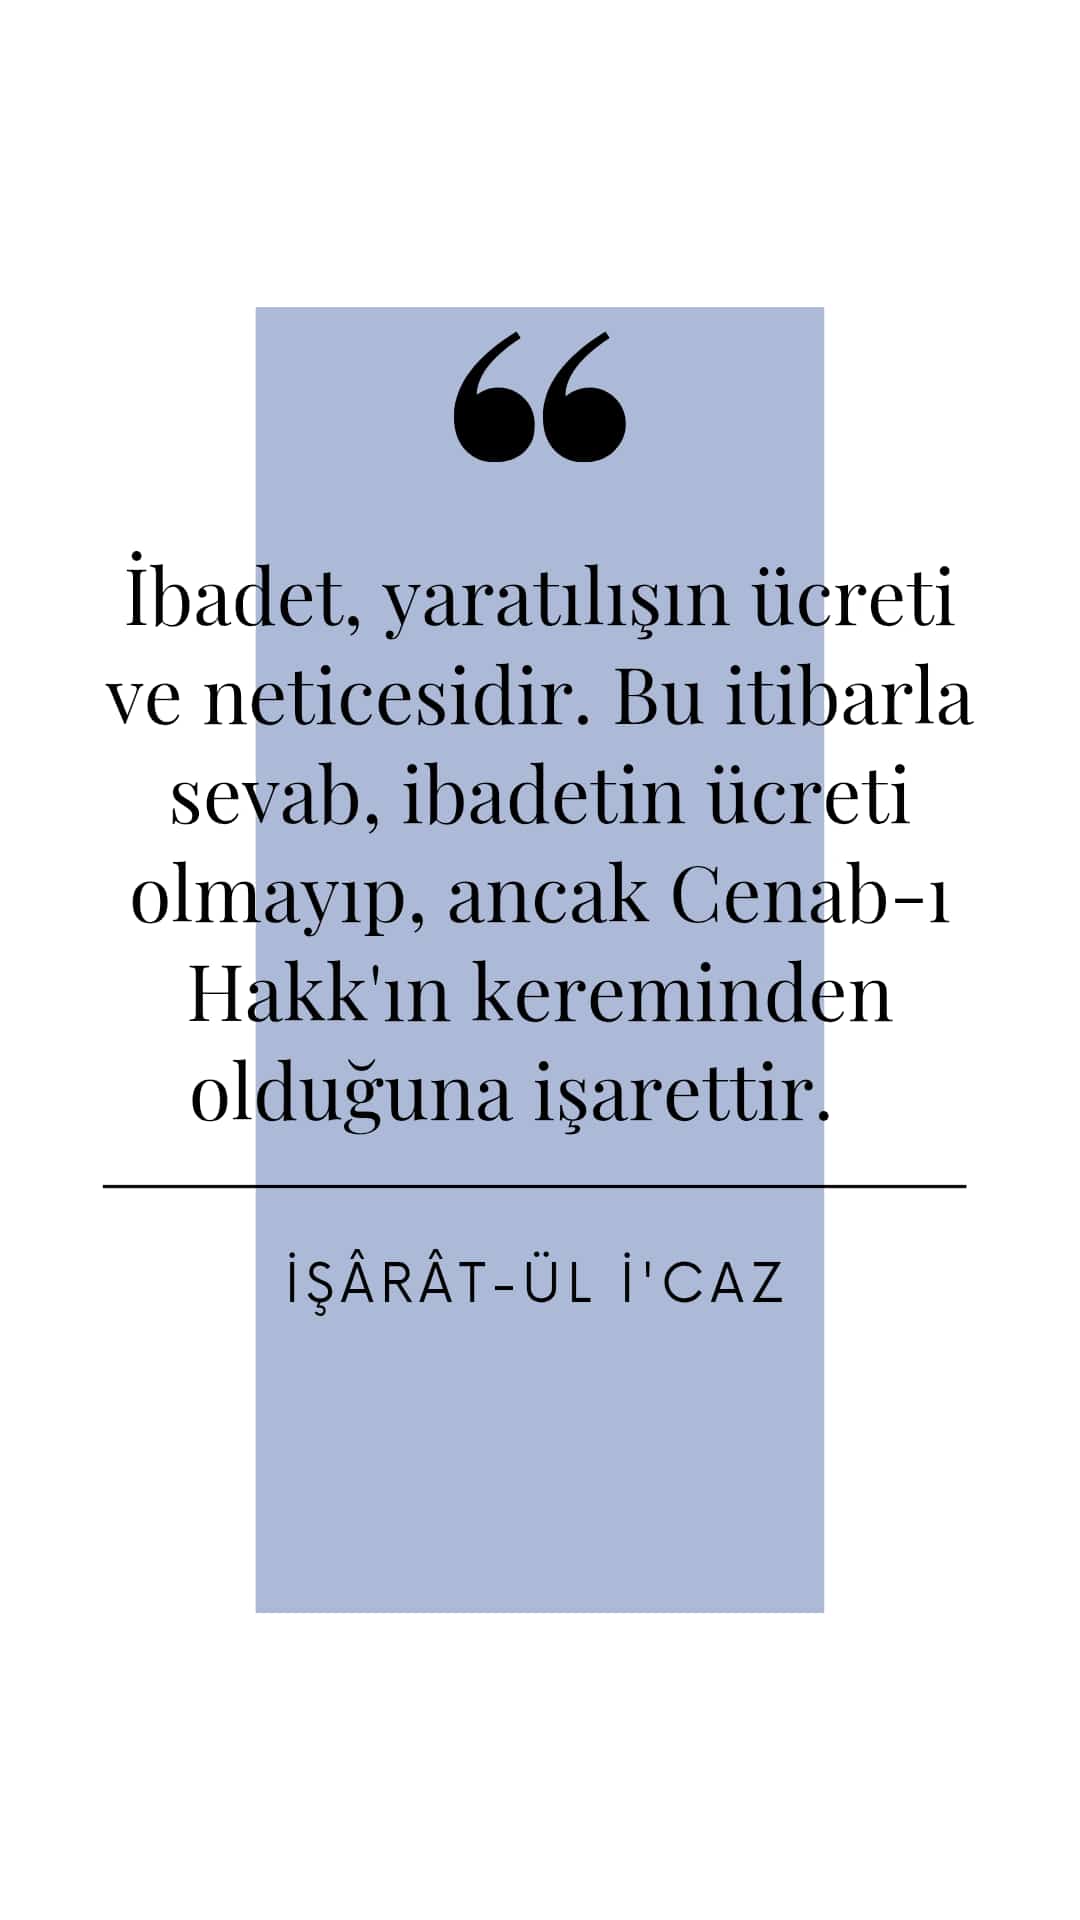 “
İbadet, yaratılışın ücreti
ve neticesidir. Bu itibarla
sevab, ibadetin ücreti
olmayıp, ancak Cenab-ı
Hakk'ın kereminden
olduğuna işarettir.
İŞÂRÂT-ÜL İ'CAZ